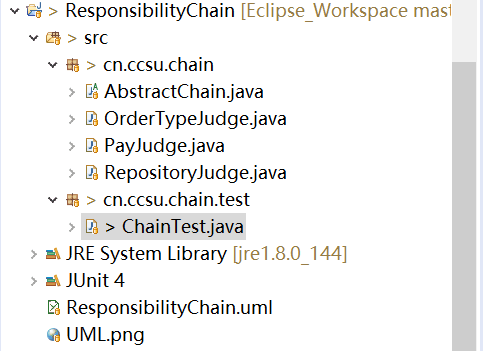 > ResponsibilityChain [Eclipse_Workspace mast
> src
> cn.ccsu.chain
AbstractChain.java
OrderTypeJudge.java
PayJudge.java
RepositoryJudge.java
> cn.ccsu.chain.test
> ChainTest.java
JRE System Library [jre1.8.0_144]
JUnit 4
ResponsibilityChain.uml
UML.png